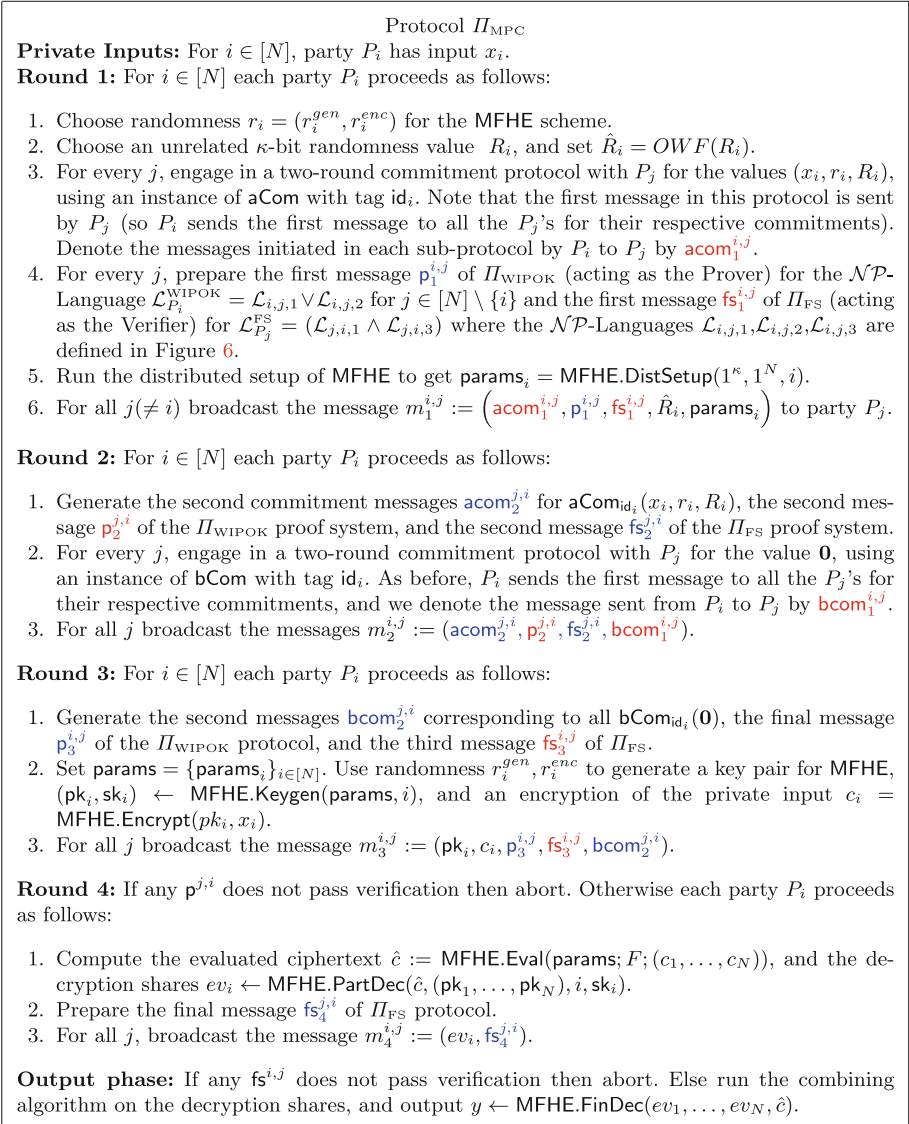 Protocol Π_MPC
Private Inputs: For i ∈ [N], party P_i has input x_i.
Round 1: For i ∈ [N] each party P_i proceeds as follows:
1. Choose randomness r_i = (r_i^{gen}, r_i^{enc}) for the MFHE scheme.
2. Choose an unrelated κ-bit randomness value R_i, and set R̂_i = OWF(R_i).
3. For every j, engage in a two-round commitment protocol with P_j for the values (x_i, r_i, R_i),
using an instance of aCom with tag id_i. Note that the first message in this protocol is sent
by P_j (so P_i sends the first message to all the P_j's for their respective commitments).
Denote the messages initiated in each sub-protocol by P_i to P_j by acom_1^{i,j}.
4. For every j, prepare the first message p_1^{i,j} of Π_WIPOK (acting as the Prover) for the 𝒩𝒫-
Language ℒ_{P_i}^{WIPOK} = ℒ_{i,j,1} ∨ ℒ_{i,j,2} for j ∈ [N] \ {i} and the first message fs_1^{i,j} of Π_FS (acting
as the Verifier) for ℒ_{P_j}^{FS} = (ℒ_{j,i,1} ∧ ℒ_{j,i,3}) where the 𝒩𝒫-Languages ℒ_{i,j,1},ℒ_{i,j,2},ℒ_{i,j,3} are
defined in Figure 6.
5. Run the distributed setup of MFHE to get params_i = MFHE.DistSetup(1^κ, 1^N, i).
6. For all j(≠ i) broadcast the message m_1^{i,j} := (acom_1^{i,j}, p_1^{i,j}, fs_1^{i,j}, R̂_i, params_i) to party P_j.
Round 2: For i ∈ [N] each party P_i proceeds as follows:
1. Generate the second commitment messages acom_2^{j,i} for aCom_{id_i}(x_i, r_i, R_i), the second mes-
sage p_2^{j,i} of the Π_WIPOK proof system, and the second message fs_2^{j,i} of the Π_FS proof system.
2. For every j, engage in a two-round commitment protocol with P_j for the value 𝟎, using
an instance of bCom with tag id_i. As before, P_i sends the first message to all the P_j's for
their respective commitments, and we denote the message sent from P_i to P_j by bcom_1^{i,j}.
3. For all j broadcast the messages m_2^{i,j} := (acom_2^{j,i}, p_2^{j,i}, fs_2^{j,i}, bcom_1^{i,j}).
Round 3: For i ∈ [N] each party P_i proceeds as follows:
1. Generate the second messages bcom_2^{j,i} corresponding to all bCom_{id_i}(𝟎), the final message
p_3^{i,j} of the Π_WIPOK protocol, and the third message fs_3^{i,j} of Π_FS.
2. Set params = {params_i}_{i∈[N]}. Use randomness r_i^{gen}, r_i^{enc} to generate a key pair for MFHE,
(pk_i, sk_i) ← MFHE.Keygen(params, i), and an encryption of the private input c_i =
MFHE.Encrypt(pk_i, x_i).
3. For all j broadcast the message m_3^{i,j} := (pk_i, c_i, p_3^{i,j}, fs_3^{i,j}, bcom_2^{j,i}).
Round 4: If any p^{j,i} does not pass verification then abort. Otherwise each party P_i proceeds
as follows:
1. Compute the evaluated ciphertext ĉ := MFHE.Eval(params; F; (c_1, . . . , c_N)), and the de-
cryption shares ev_i ← MFHE.PartDec(ĉ, (pk_1, . . . , pk_N), i, sk_i).
2. Prepare the final message fs_4^{j,i} of Π_FS protocol.
3. For all j, broadcast the message m_4^{i,j} := (ev_i, fs_4^{j,i}).
Output phase: If any fs^{i,j} does not pass verification then abort. Else run the combining
algorithm on the decryption shares, and output y ← MFHE.FinDec(ev_1, . . . , ev_N, ĉ).